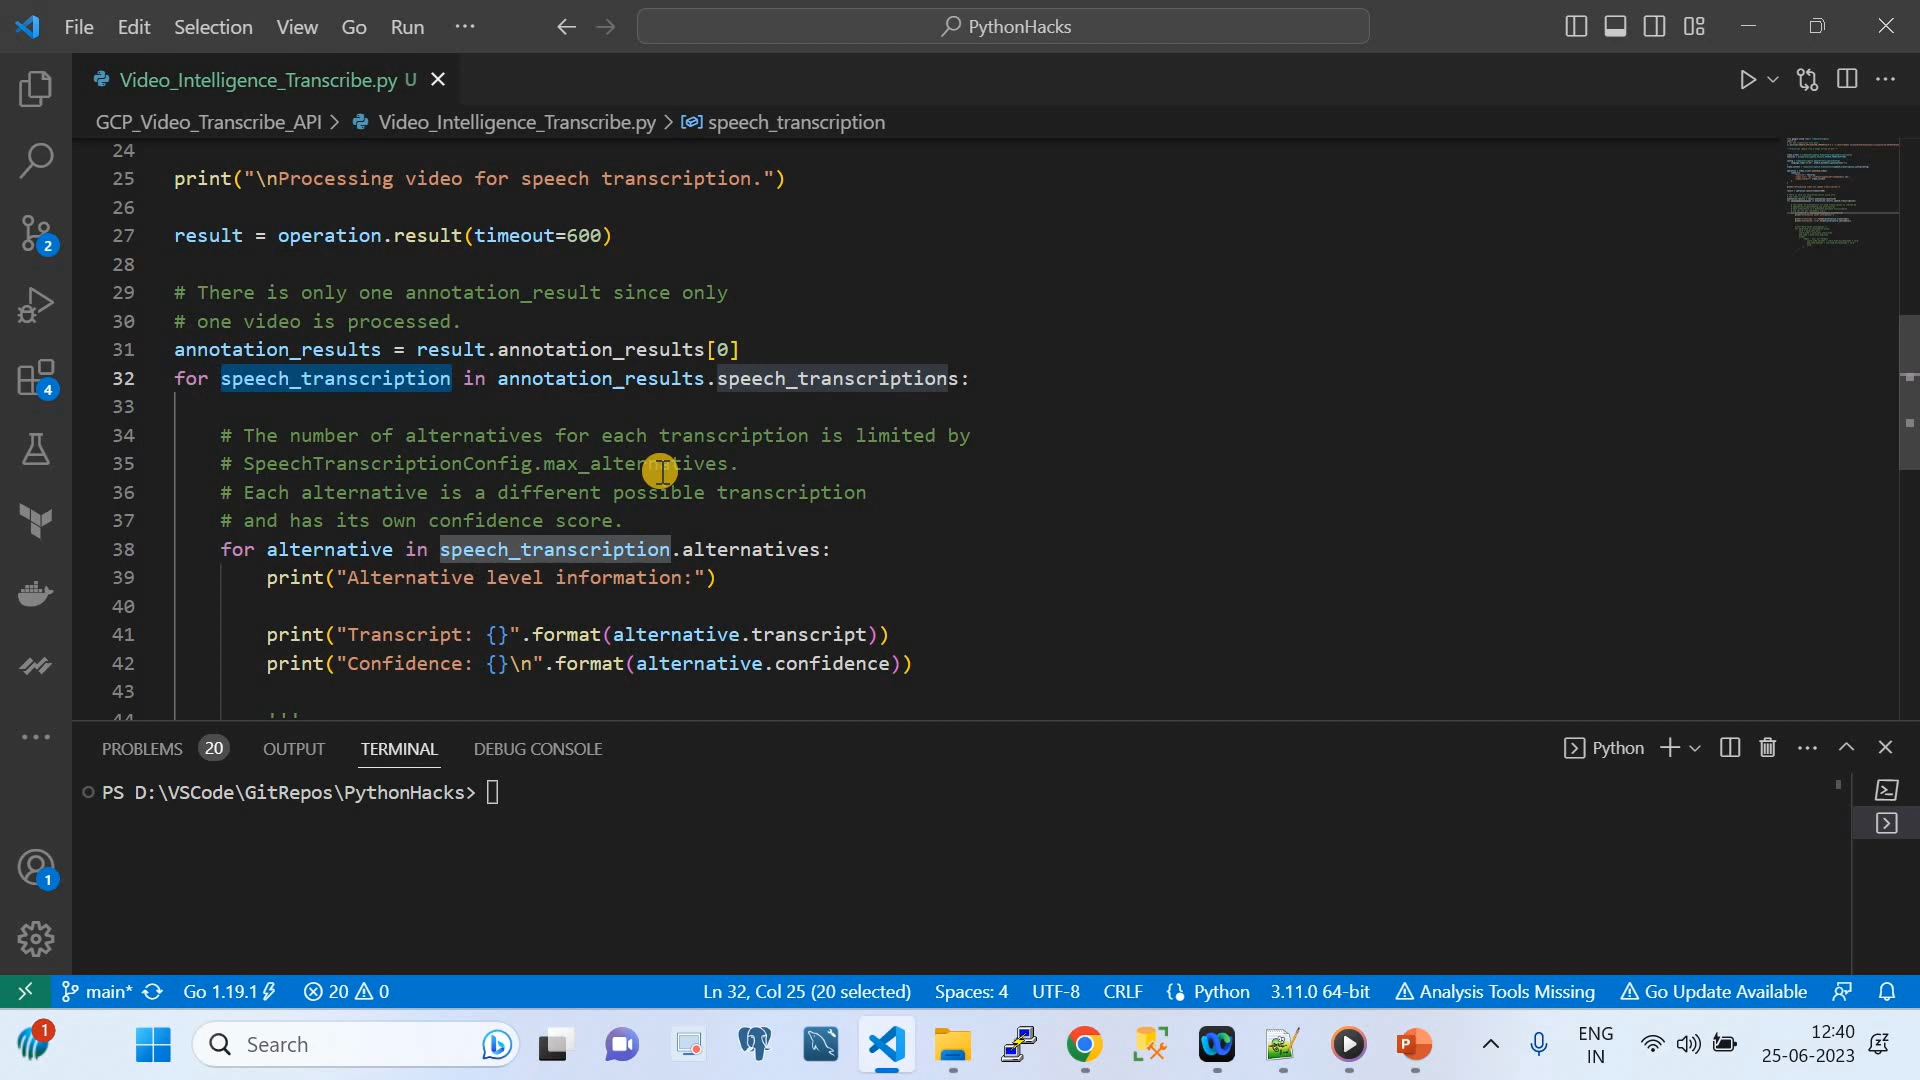 File Edit Selection View Go Run ··· PythonHacks
Video_Intelligence_Transcribe.py U
GCP_Video_Transcribe_API > Video_Intelligence_Transcribe.py > speech_transcription
24
25 print("\nProcessing video for speech transcription.")
26
27 result = operation.result(timeout=600)
28
29 # There is only one annotation_result since only
30 # one video is processed.
31 annotation_results = result.annotation_results[0]
32 for speech_transcription in annotation_results.speech_transcriptions:
33
34 # The number of alternatives for each transcription is limited by
35 # SpeechTranscriptionConfig.max_alternatives.
36 # Each alternative is a different possible transcription
37 # and has its own confidence score.
38 for alternative in speech_transcription.alternatives:
39 print("Alternative level information:")
40
41 print("Transcript: {}".format(alternative.transcript))
42 print("Confidence: {}\n".format(alternative.confidence))
43
44 '''
2
4
1
PROBLEMS 20 OUTPUT TERMINAL DEBUG CONSOLE Python
PS D:\VSCode\GitRepos\PythonHacks>
main* Go 1.19.1 20 0 Ln 32, Col 25 (20 selected) Spaces: 4 UTF-8 CRLF Python 3.11.0 64-bit Analysis Tools Missing Go Update Available
1 Search ENG
IN 12:40
25-06-2023